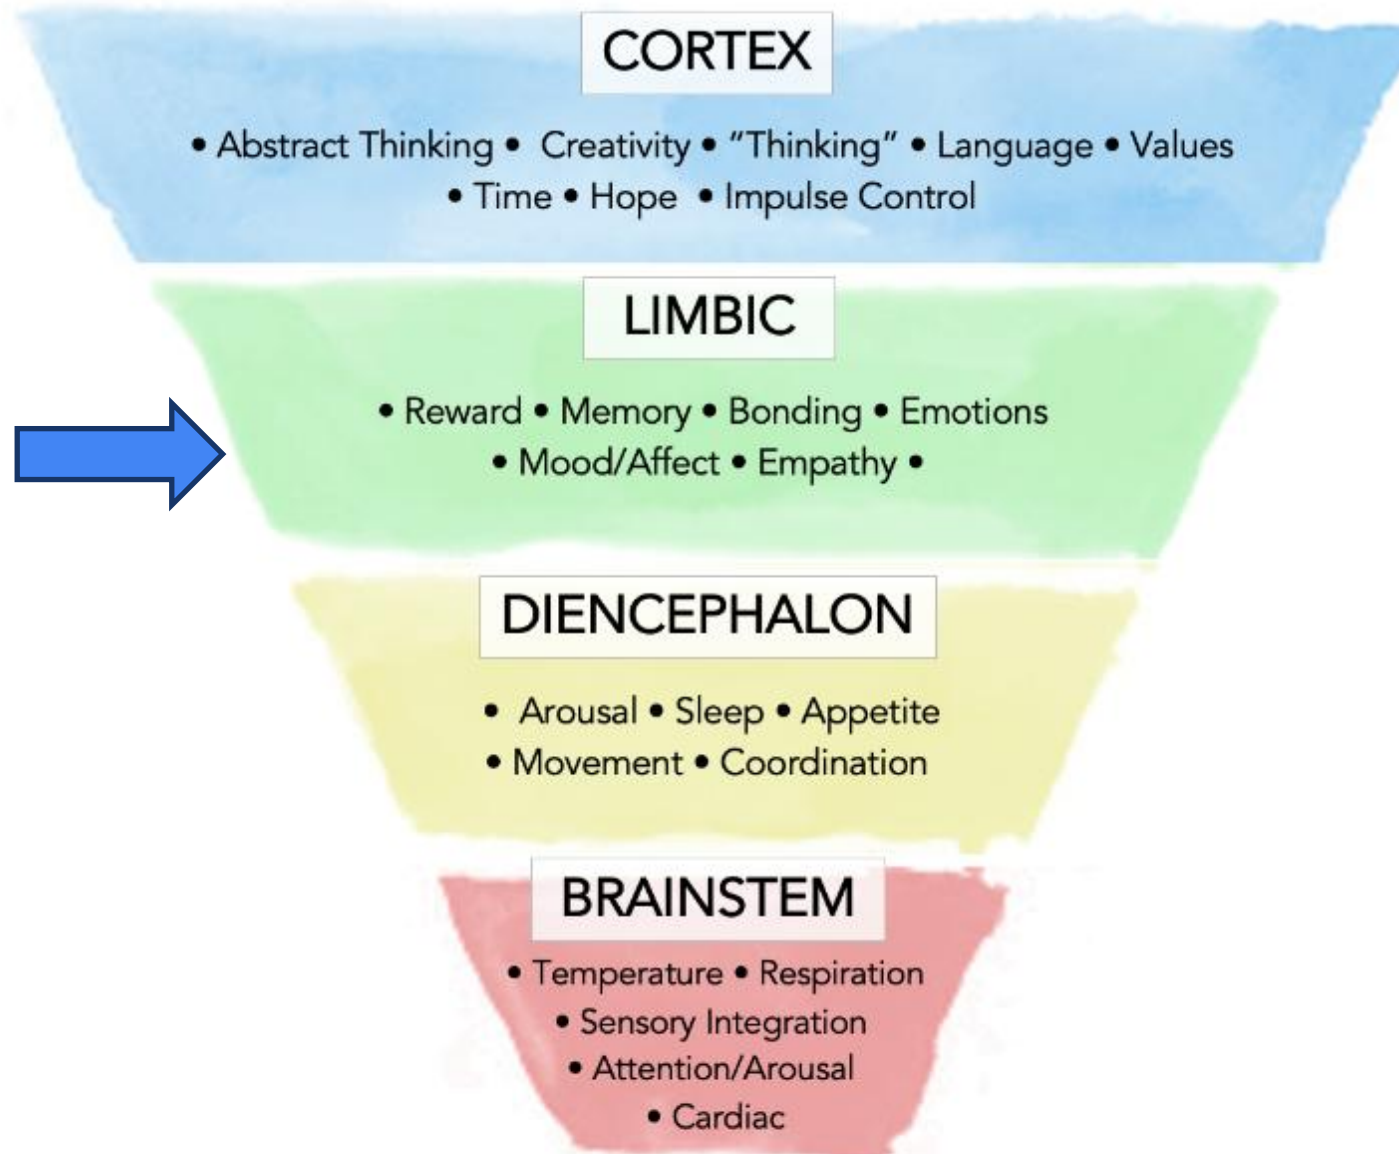 CORTEX
• Abstract Thinking • Creativity • “Thinking” • Language • Values
• Time • Hope • Impulse Control
LIMBIC
• Reward • Memory • Bonding • Emotions
• Mood/Affect • Empathy •
DIENCEPHALON
• Arousal • Sleep • Appetite
• Movement • Coordination
BRAINSTEM
• Temperature • Respiration
• Sensory Integration
• Attention/Arousal
• Cardiac